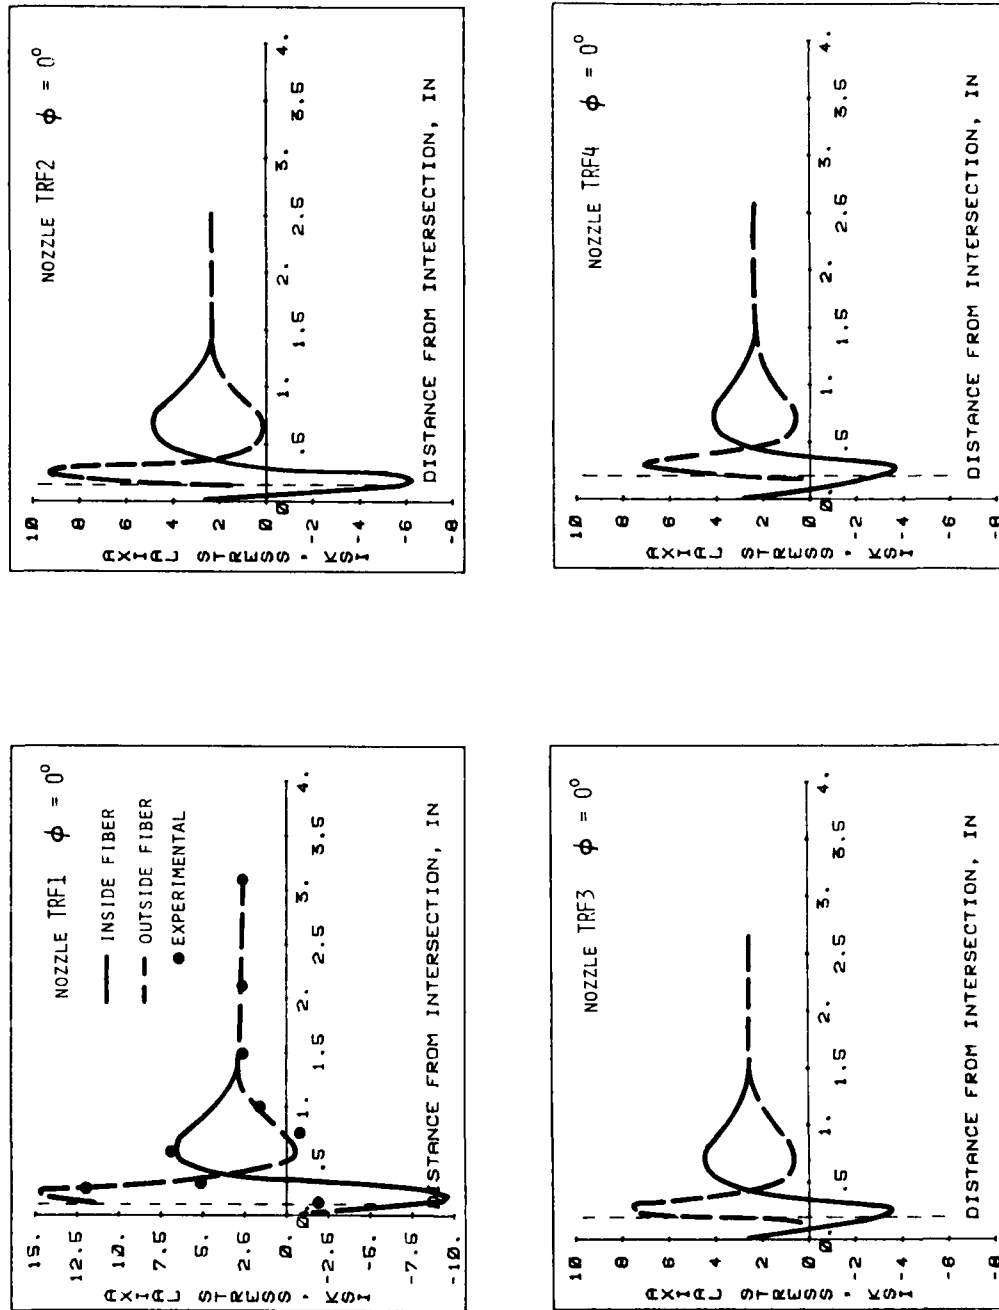 NOZZLE TRF1 ϕ = 0°
INSIDE FIBER
OUTSIDE FIBER
EXPERIMENTAL
15.
12.5
10.
7.5
5.
2.5
0.
-2.5
-5.
-7.5
-10.
AXIAL STRESS, KSI
0 .5 1. 1.5 2. 2.5 3. 3.5 4.
DISTANCE FROM INTERSECTION, IN
NOZZLE TRF2 ϕ = 0°
10
8
6
4
2
0
-2
-4
-6
-8
AXIAL STRESS, KSI
0 .5 1. 1.5 2. 2.5 3. 3.5 4.
DISTANCE FROM INTERSECTION, IN
NOZZLE TRF3 ϕ = 0°
10
8
6
4
2
0
-2
-4
-6
-8
AXIAL STRESS, KSI
0. .5 1. 1.5 2. 2.5 3. 3.5 4.
DISTANCE FROM INTERSECTION, IN
NOZZLE TRF4 ϕ = 0°
10
8
6
4
2
0
-2
-4
-6
-8
AXIAL STRESS, KSI
0 .5 1. 1.5 2. 2.5 3. 3.5 4.
DISTANCE FROM INTERSECTION, IN